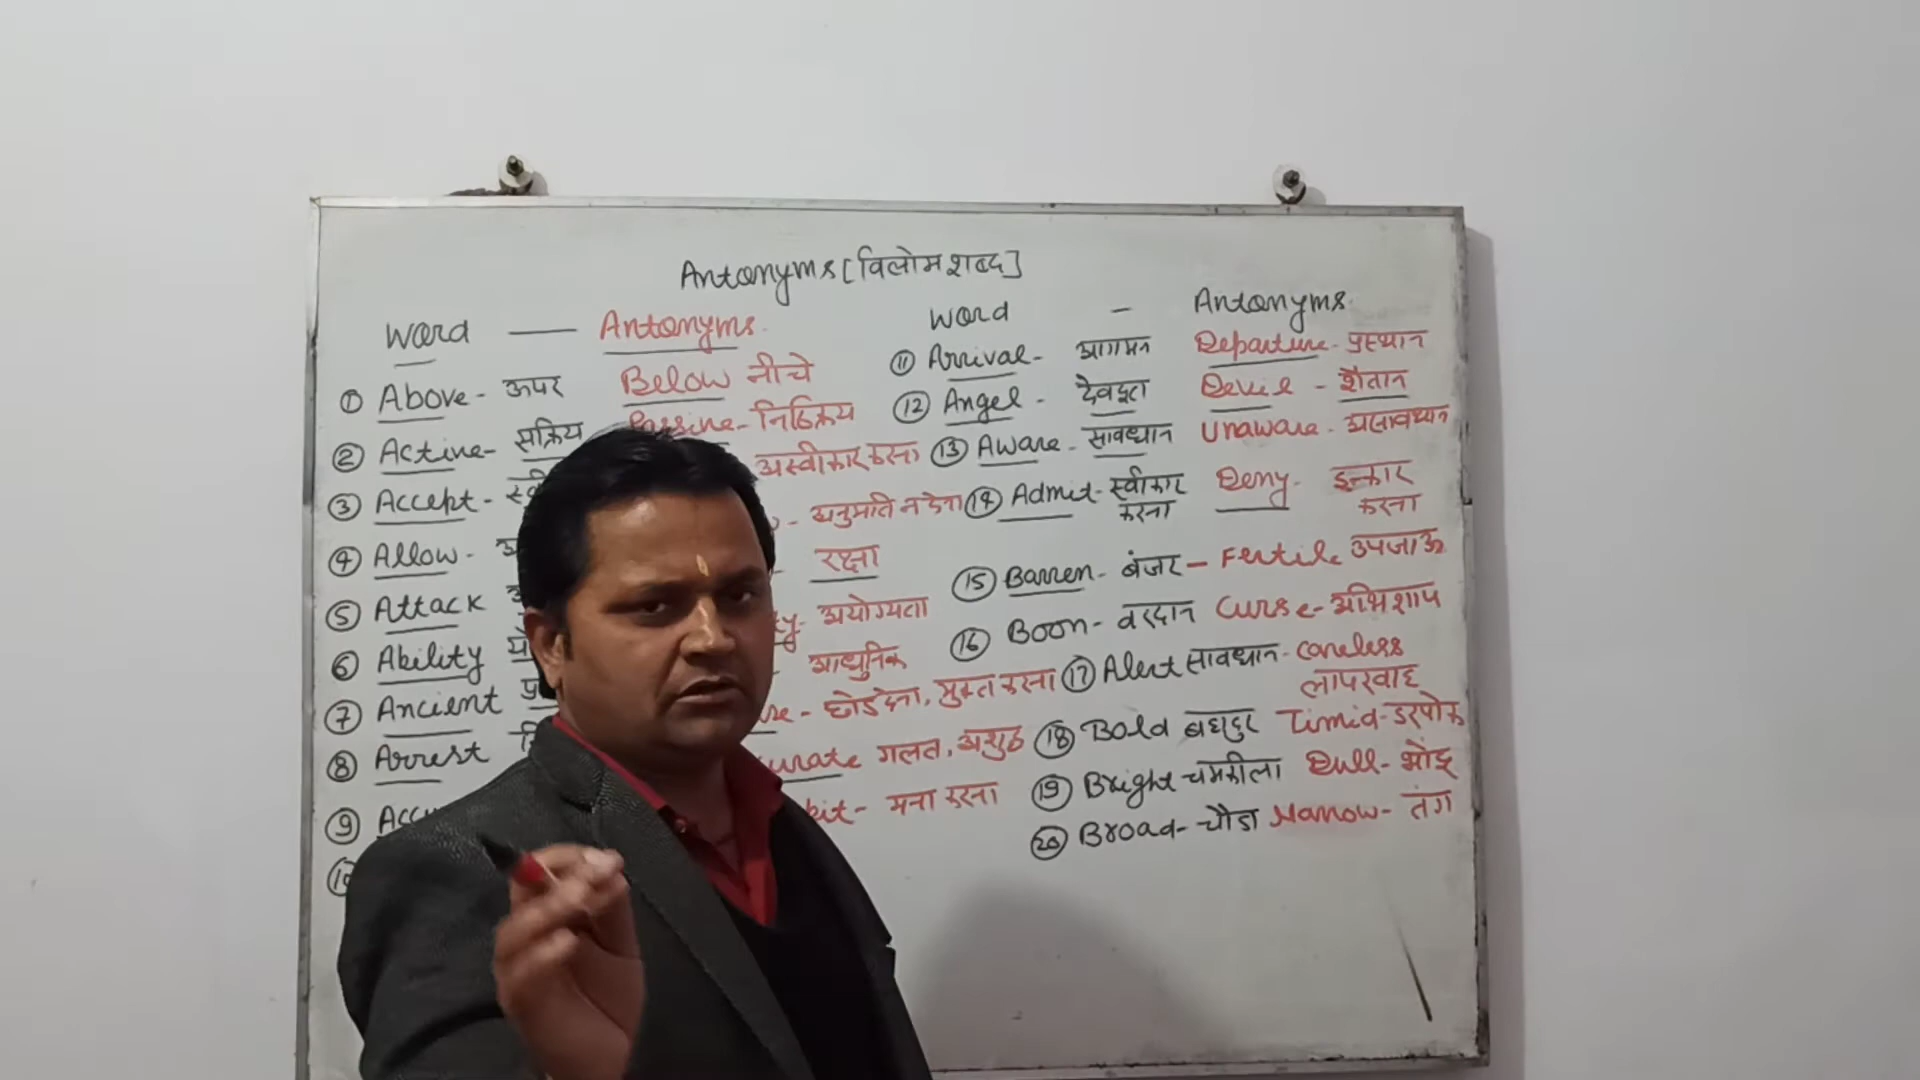 Antonyms [विलोम शब्द]
Word — Antonyms
① Above - ऊपर Below नीचे
② Active - सक्रिय Passive - निष्क्रिय
③ Accept - अस्वीकार करना
④ Allow - अनुमति न देना
⑤ Attack रक्षा
⑥ Ability अयोग्यता
⑦ Ancient आधुनिक
⑧ Arrest छोड़ देना, मुक्त करना
⑨ गलत, अशुद्ध
मना करना
Word - Antonyms
⑪ Arrival - आगमन Departure - प्रस्थान
⑫ Angel - देवदूत Devil - शैतान
⑬ Aware - सावधान Unaware - असावधान
⑭ Admit - स्वीकार Deny - इन्कार
करना करना
⑮ Barren - बंजर - Fertile उपजाऊ
⑯ Boon - वरदान Curse - अभिशाप
⑰ Alert सावधान - Careless
लापरवाह
⑱ Bold बहादुर Timid - डरपोक
⑲ Bright - चमकीला Dull - भोंदू
⑳ Broad - चौड़ा Narrow - तंग